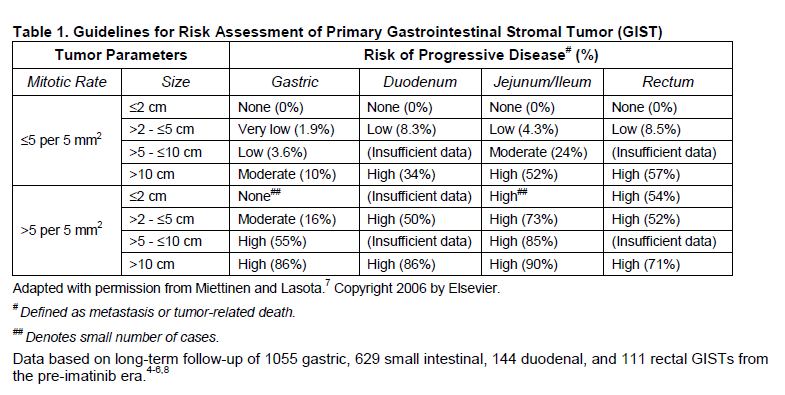 Table 1. Guidelines for Risk Assessment of Primary Gastrointestinal Stromal Tumor (GIST)
Tumor Parameters Risk of Progressive Disease# (%)
Mitotic Rate Size Gastric Duodenum Jejunum/Ileum Rectum
≤5 per 5 mm² ≤2 cm None (0%) None (0%) None (0%) None (0%)
>2 - ≤5 cm Very low (1.9%) Low (8.3%) Low (4.3%) Low (8.5%)
>5 - ≤10 cm Low (3.6%) (Insufficient data) Moderate (24%) (Insufficient data)
>10 cm Moderate (10%) High (34%) High (52%) High (57%)
>5 per 5 mm² ≤2 cm None## (Insufficient data) High## High (54%)
>2 - ≤5 cm Moderate (16%) High (50%) High (73%) High (52%)
>5 - ≤10 cm High (55%) (Insufficient data) High (85%) (Insufficient data)
>10 cm High (86%) High (86%) High (90%) High (71%)
Adapted with permission from Miettinen and Lasota.7 Copyright 2006 by Elsevier.
# Defined as metastasis or tumor-related death.
## Denotes small number of cases.
Data based on long-term follow-up of 1055 gastric, 629 small intestinal, 144 duodenal, and 111 rectal GISTs from
the pre-imatinib era.4-6,8